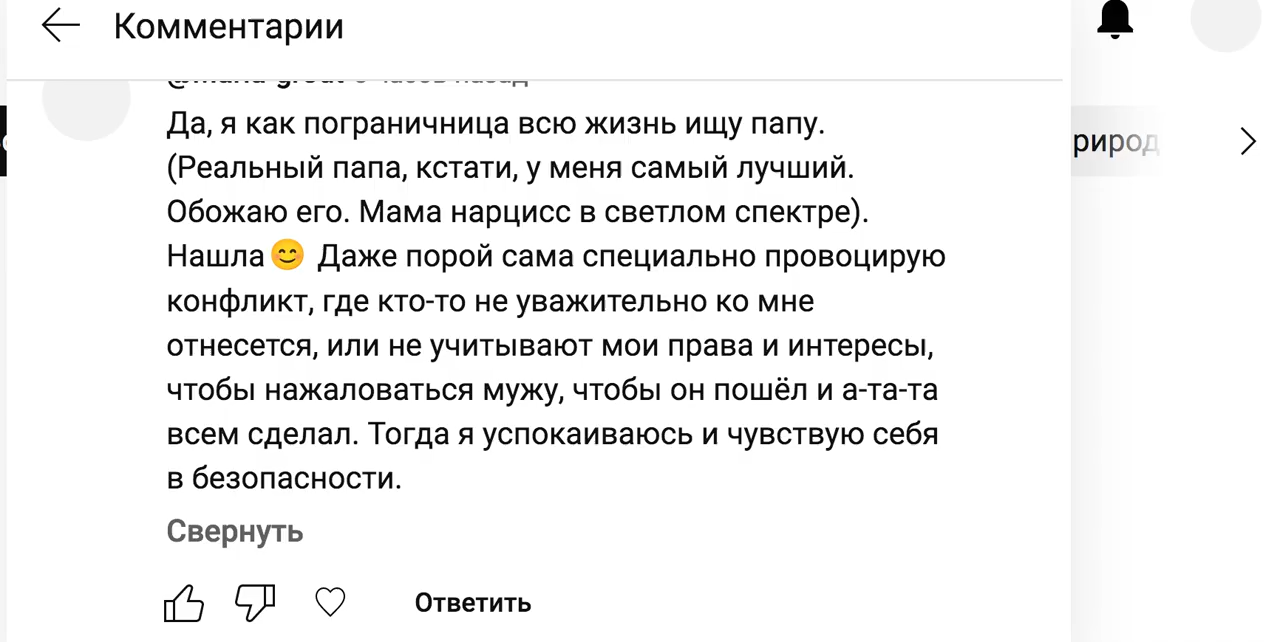 Комментарии
Да, я как пограничница всю жизнь ищу папу.
(Реальный папа, кстати, у меня самый лучший.
Обожаю его. Мама нарцисс в светлом спектре).
Нашла😊 Даже порой сама специально провоцирую
конфликт, где кто-то не уважительно ко мне
отнесется, или не учитывают мои права и интересы,
чтобы нажаловаться мужу, чтобы он пошёл и а-та-та
всем сделал. Тогда я успокаиваюсь и чувствую себя
в безопасности.
Свернуть
Ответить